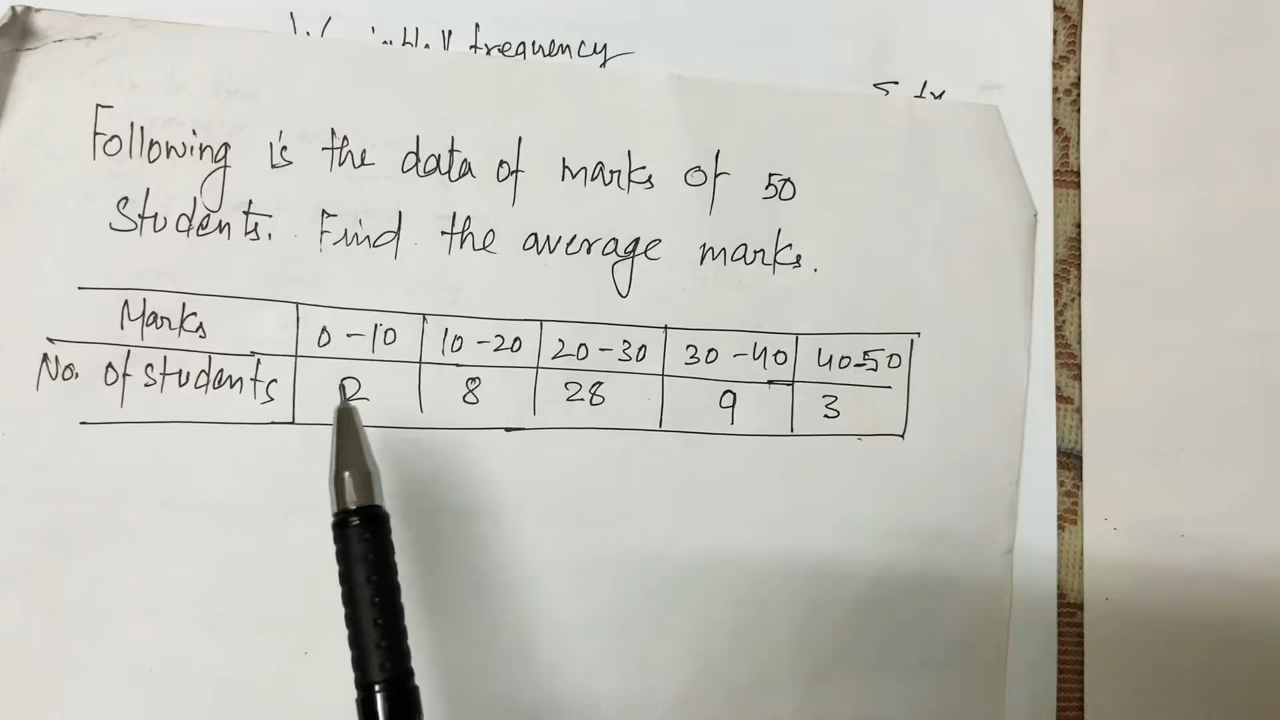 frequency
Following is the data of marks of 50
Students. Find the average marks.
Marks 0-10 10-20 20-30 30-40 40-50
No. of students 2 8 28 9 3